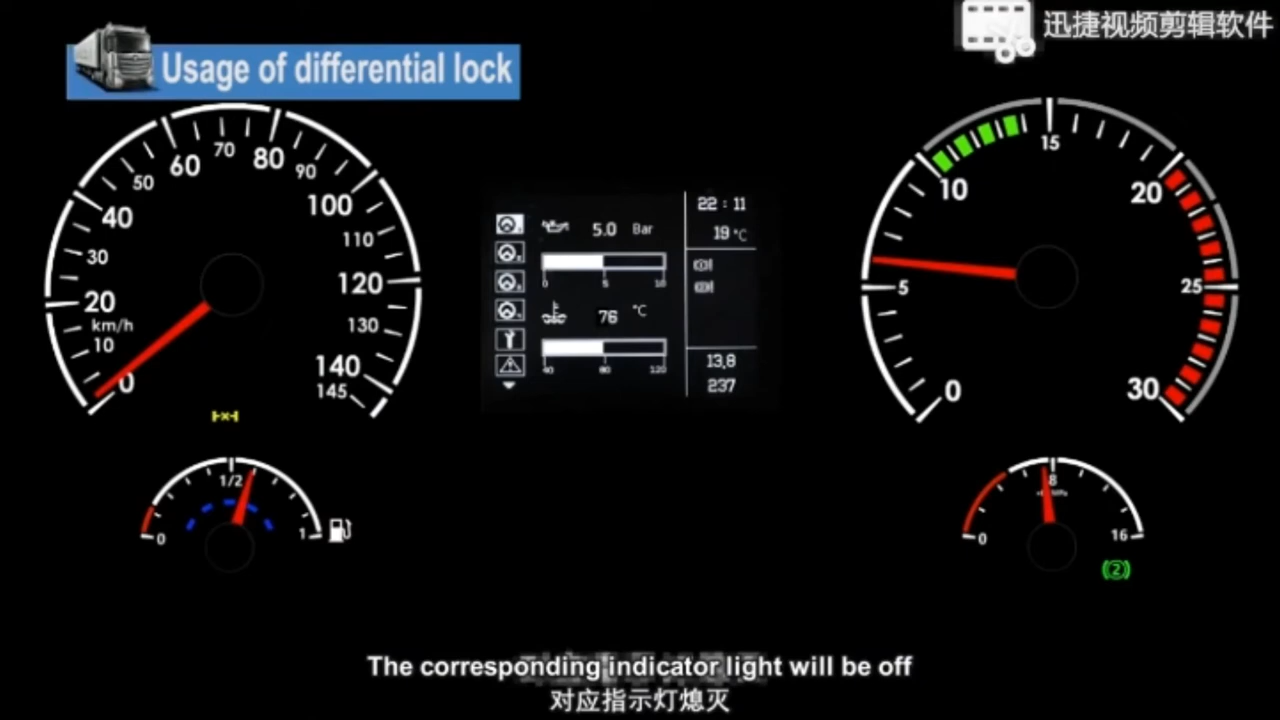 迅捷视频剪辑软件
Usage of differential lock
0
10
20
30
40
50
60
70
80
90
100
110
120
130
140
145
km/h
5.0 Bar
0 5 10
76 °C
40 80 120
22 : 11
19 °C
13,8
237
0
5
10
15
20
25
30
0 1/2 1
0 8 16
2
The corresponding indicator light will be off
对应指示灯熄灭